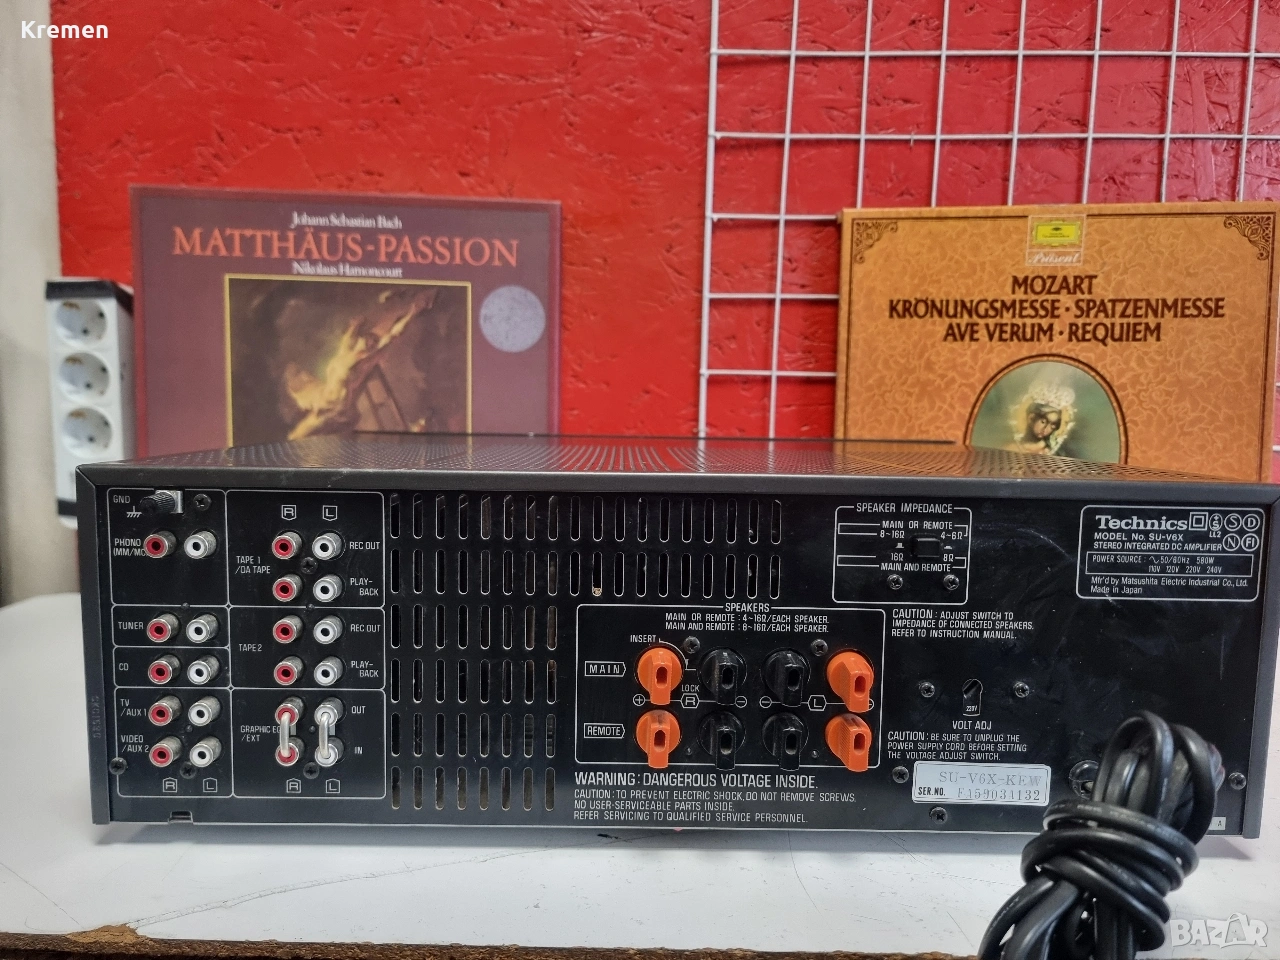 Kremen
Johann Sebastian Bach
MATTHÄUS-PASSION
Nikolaus Harnoncourt
Präsent
MOZART
KRÖNUNGSMESSE · SPATZENMESSE
AVE VERUM · REQUIEM
GND
PHONO
(MM/MC)
TUNER
CD
TV
/AUX 1
VIDEO
/AUX 2
R L
R L
TAPE 1
/DA TAPE
REC OUT
PLAY-
BACK
TAPE 2
REC OUT
PLAY-
BACK
GRAPHIC EQ
/EXT
OUT
IN
R L
SPEAKERS
MAIN OR REMOTE : 4~16Ω/EACH SPEAKER.
MAIN AND REMOTE : 8~16Ω/EACH SPEAKER.
INSERT
MAIN
LOCK
+ R − − L +
REMOTE
WARNING: DANGEROUS VOLTAGE INSIDE.
CAUTION: TO PREVENT ELECTRIC SHOCK, DO NOT REMOVE SCREWS.
NO USER-SERVICEABLE PARTS INSIDE.
REFER SERVICING TO QUALIFIED SERVICE PERSONNEL.
SPEAKER IMPEDANCE
MAIN OR REMOTE
8~16Ω 4~6Ω
16Ω 8Ω
MAIN AND REMOTE
CAUTION: ADJUST SWITCH TO
IMPEDANCE OF CONNECTED SPEAKERS.
REFER TO INSTRUCTION MANUAL.
220V
VOLT ADJ
CAUTION: BE SURE TO UNPLUG THE
POWER SUPPLY CORD BEFORE SETTING
THE VOLTAGE ADJUST SWITCH.
SU-V6X-KEW
SER.NO. FA5903A132
Technics
S D N FI
LL2
MODEL No. SU-V6X
STEREO INTEGRATED DC AMPLIFIER
POWER SOURCE : ~ 50/60Hz 580W
110V 120V 220V 240V
Mfr'd by Matsushita Electric Industrial Co., Ltd.
Made in Japan
A
BAZAR